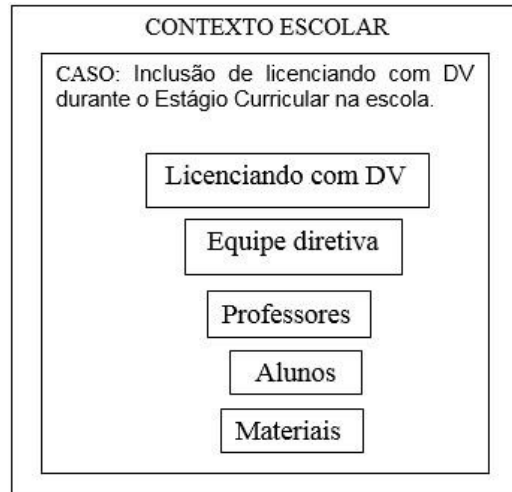 CONTEXTO ESCOLAR
CASO: Inclusão de licenciando com DV
durante o Estágio Curricular na escola.
Licenciando com DV
Equipe diretiva
Professores
Alunos
Materiais